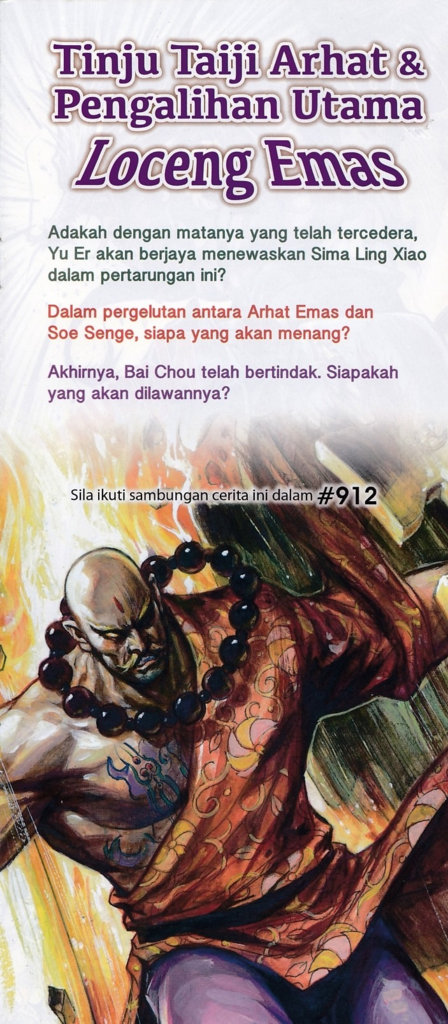 Tinju Taiji Arhat &
Pengalihan Utama
Loceng Emas
Adakah dengan matanya yang telah tercedera,
Yu Er akan berjaya menewaskan Sima Ling Xiao
dalam pertarungan ini?
Dalam pergelutan antara Arhat Emas dan
Soe Senge, siapa yang akan menang?
Akhirnya, Bai Chou telah bertindak. Siapakah
yang akan dilawannya?
Sila ikuti sambungan cerita ini dalam #912